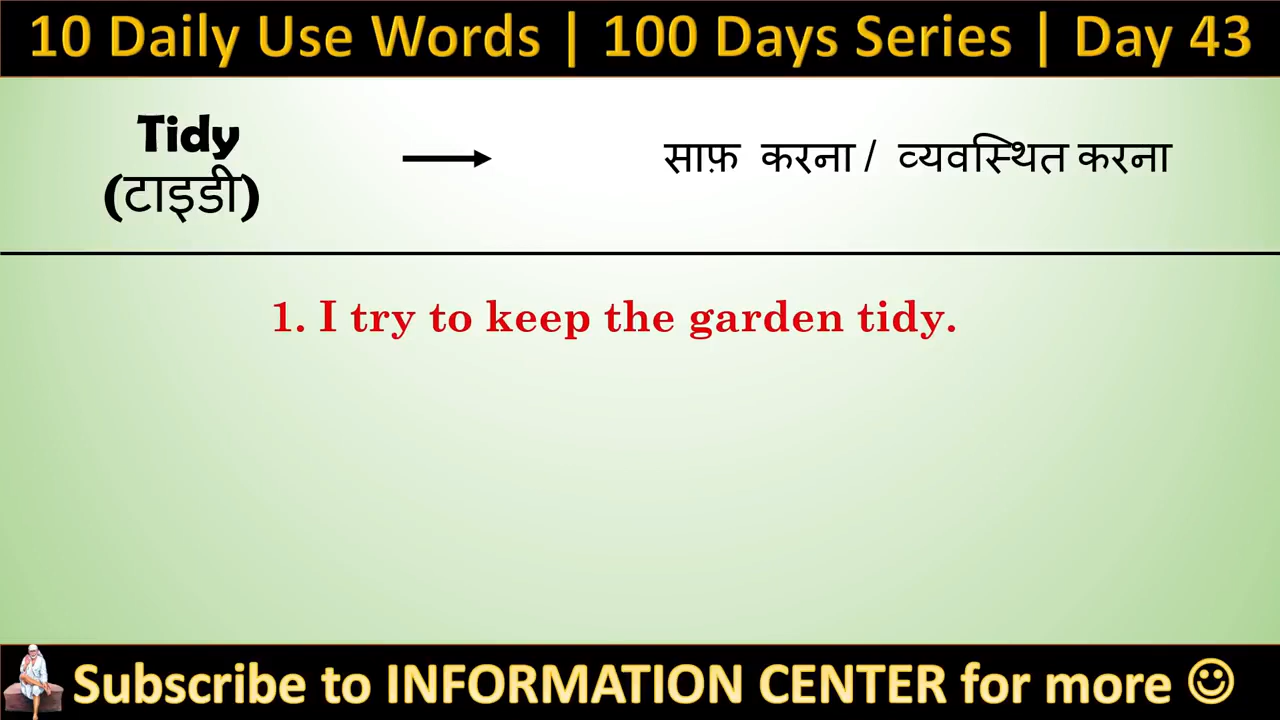 10 Daily Use Words | 100 Days Series | Day 43
Tidy
(टाइडी)
साफ़ करना / व्यवस्थित करना
1. I try to keep the garden tidy.
Subscribe to INFORMATION CENTER for more ☺